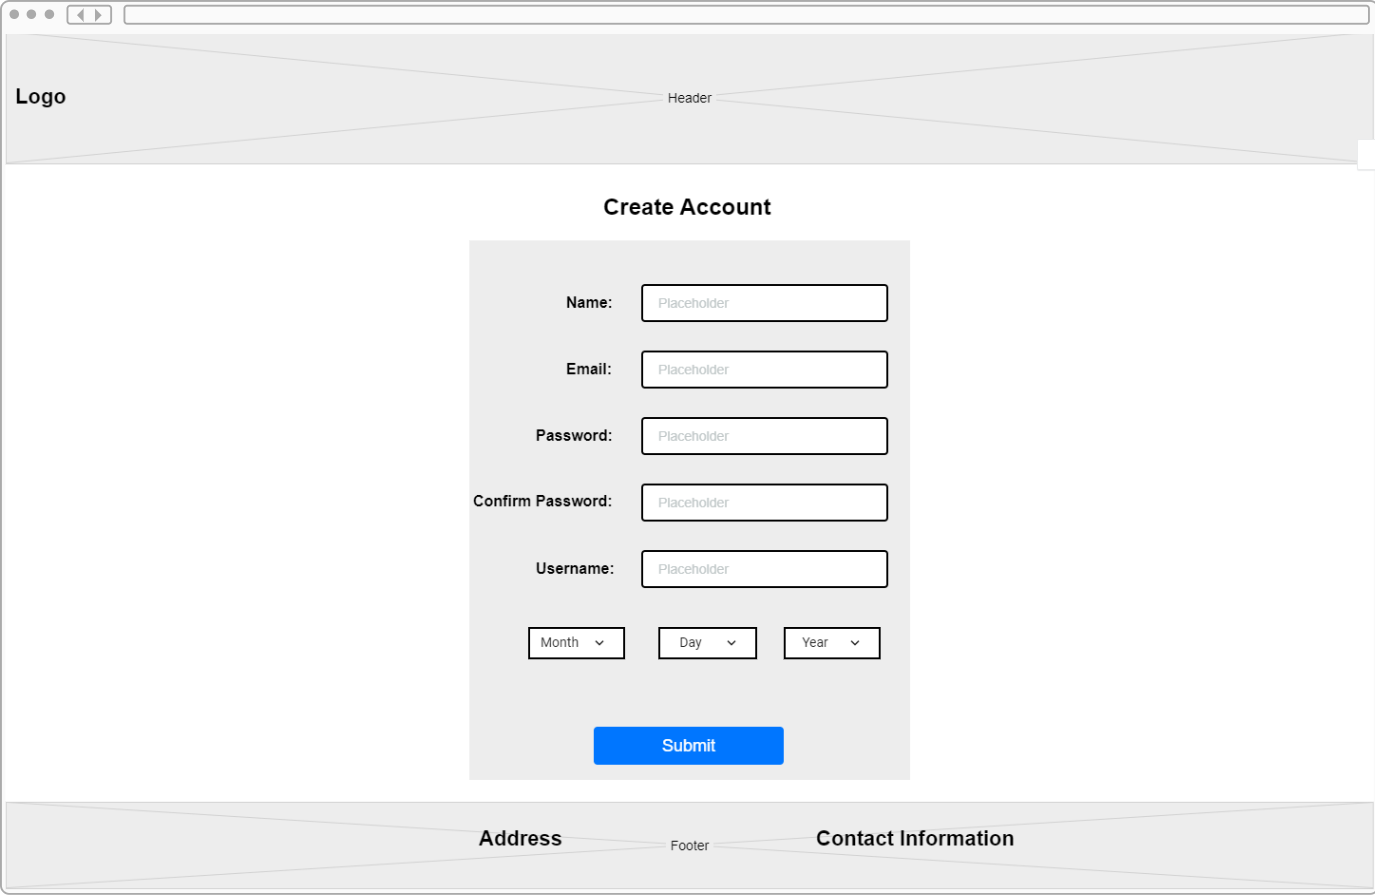 Logo
Header
Create Account
Name: Placeholder
Email: Placeholder
Password: Placeholder
Confirm Password: Placeholder
Username: Placeholder
Month Day Year
Submit
Address Footer Contact Information